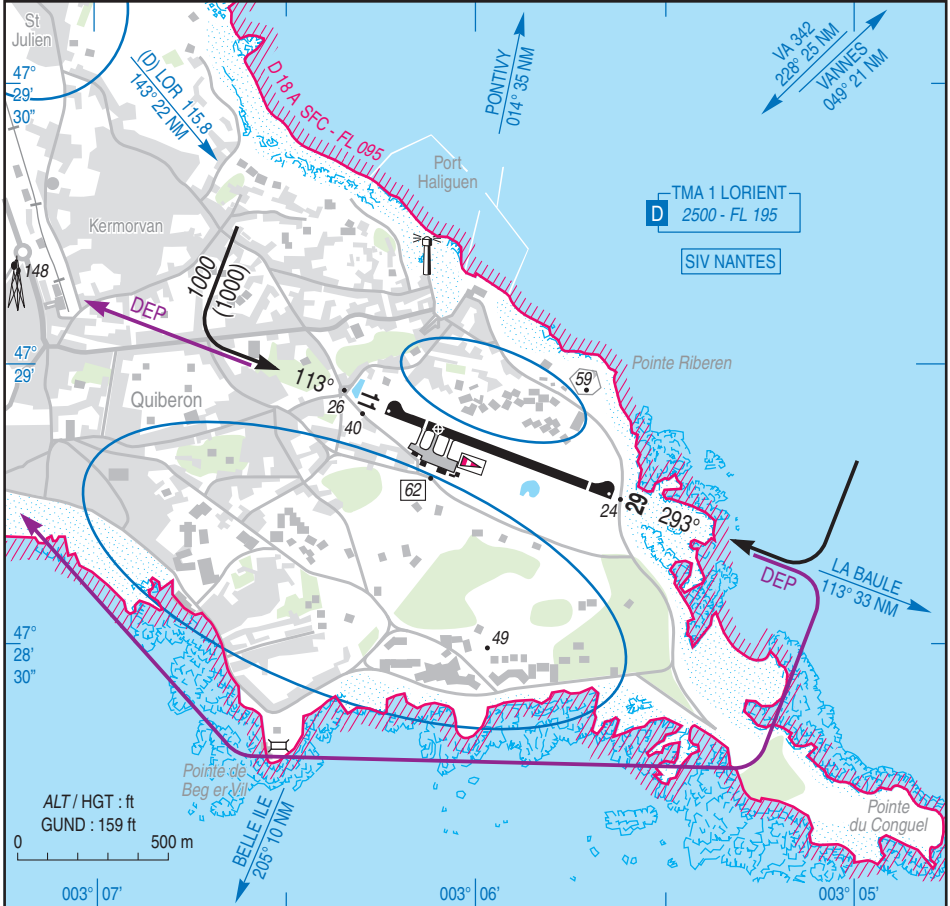 St
Julien
47°
29'
30"
(D) LOR 115.8
143° 22 NM
D 18 A SFC - FL 095
PONTIVY
014° 35 NM
VA 342
228° 25 NM
VANNES
049° 21 NM
Port
Haliguen
TMA 1 LORIENT
D 2500 - FL 195
SIV NANTES
Kermorvan
148
1000
(1000)
DEP
47°
29'
Pointe Riberen
113°
59
Quiberon
26
11
40
62
24
29
293°
DEP
LA BAULE
113° 33 NM
47°
28'
30"
49
Pointe de
Beg er Vil
BELLE ILE
205° 10 NM
Pointe
du Conguel
ALT / HGT : ft
GUND : 159 ft
0 500 m
003° 07'
003° 06'
003° 05'